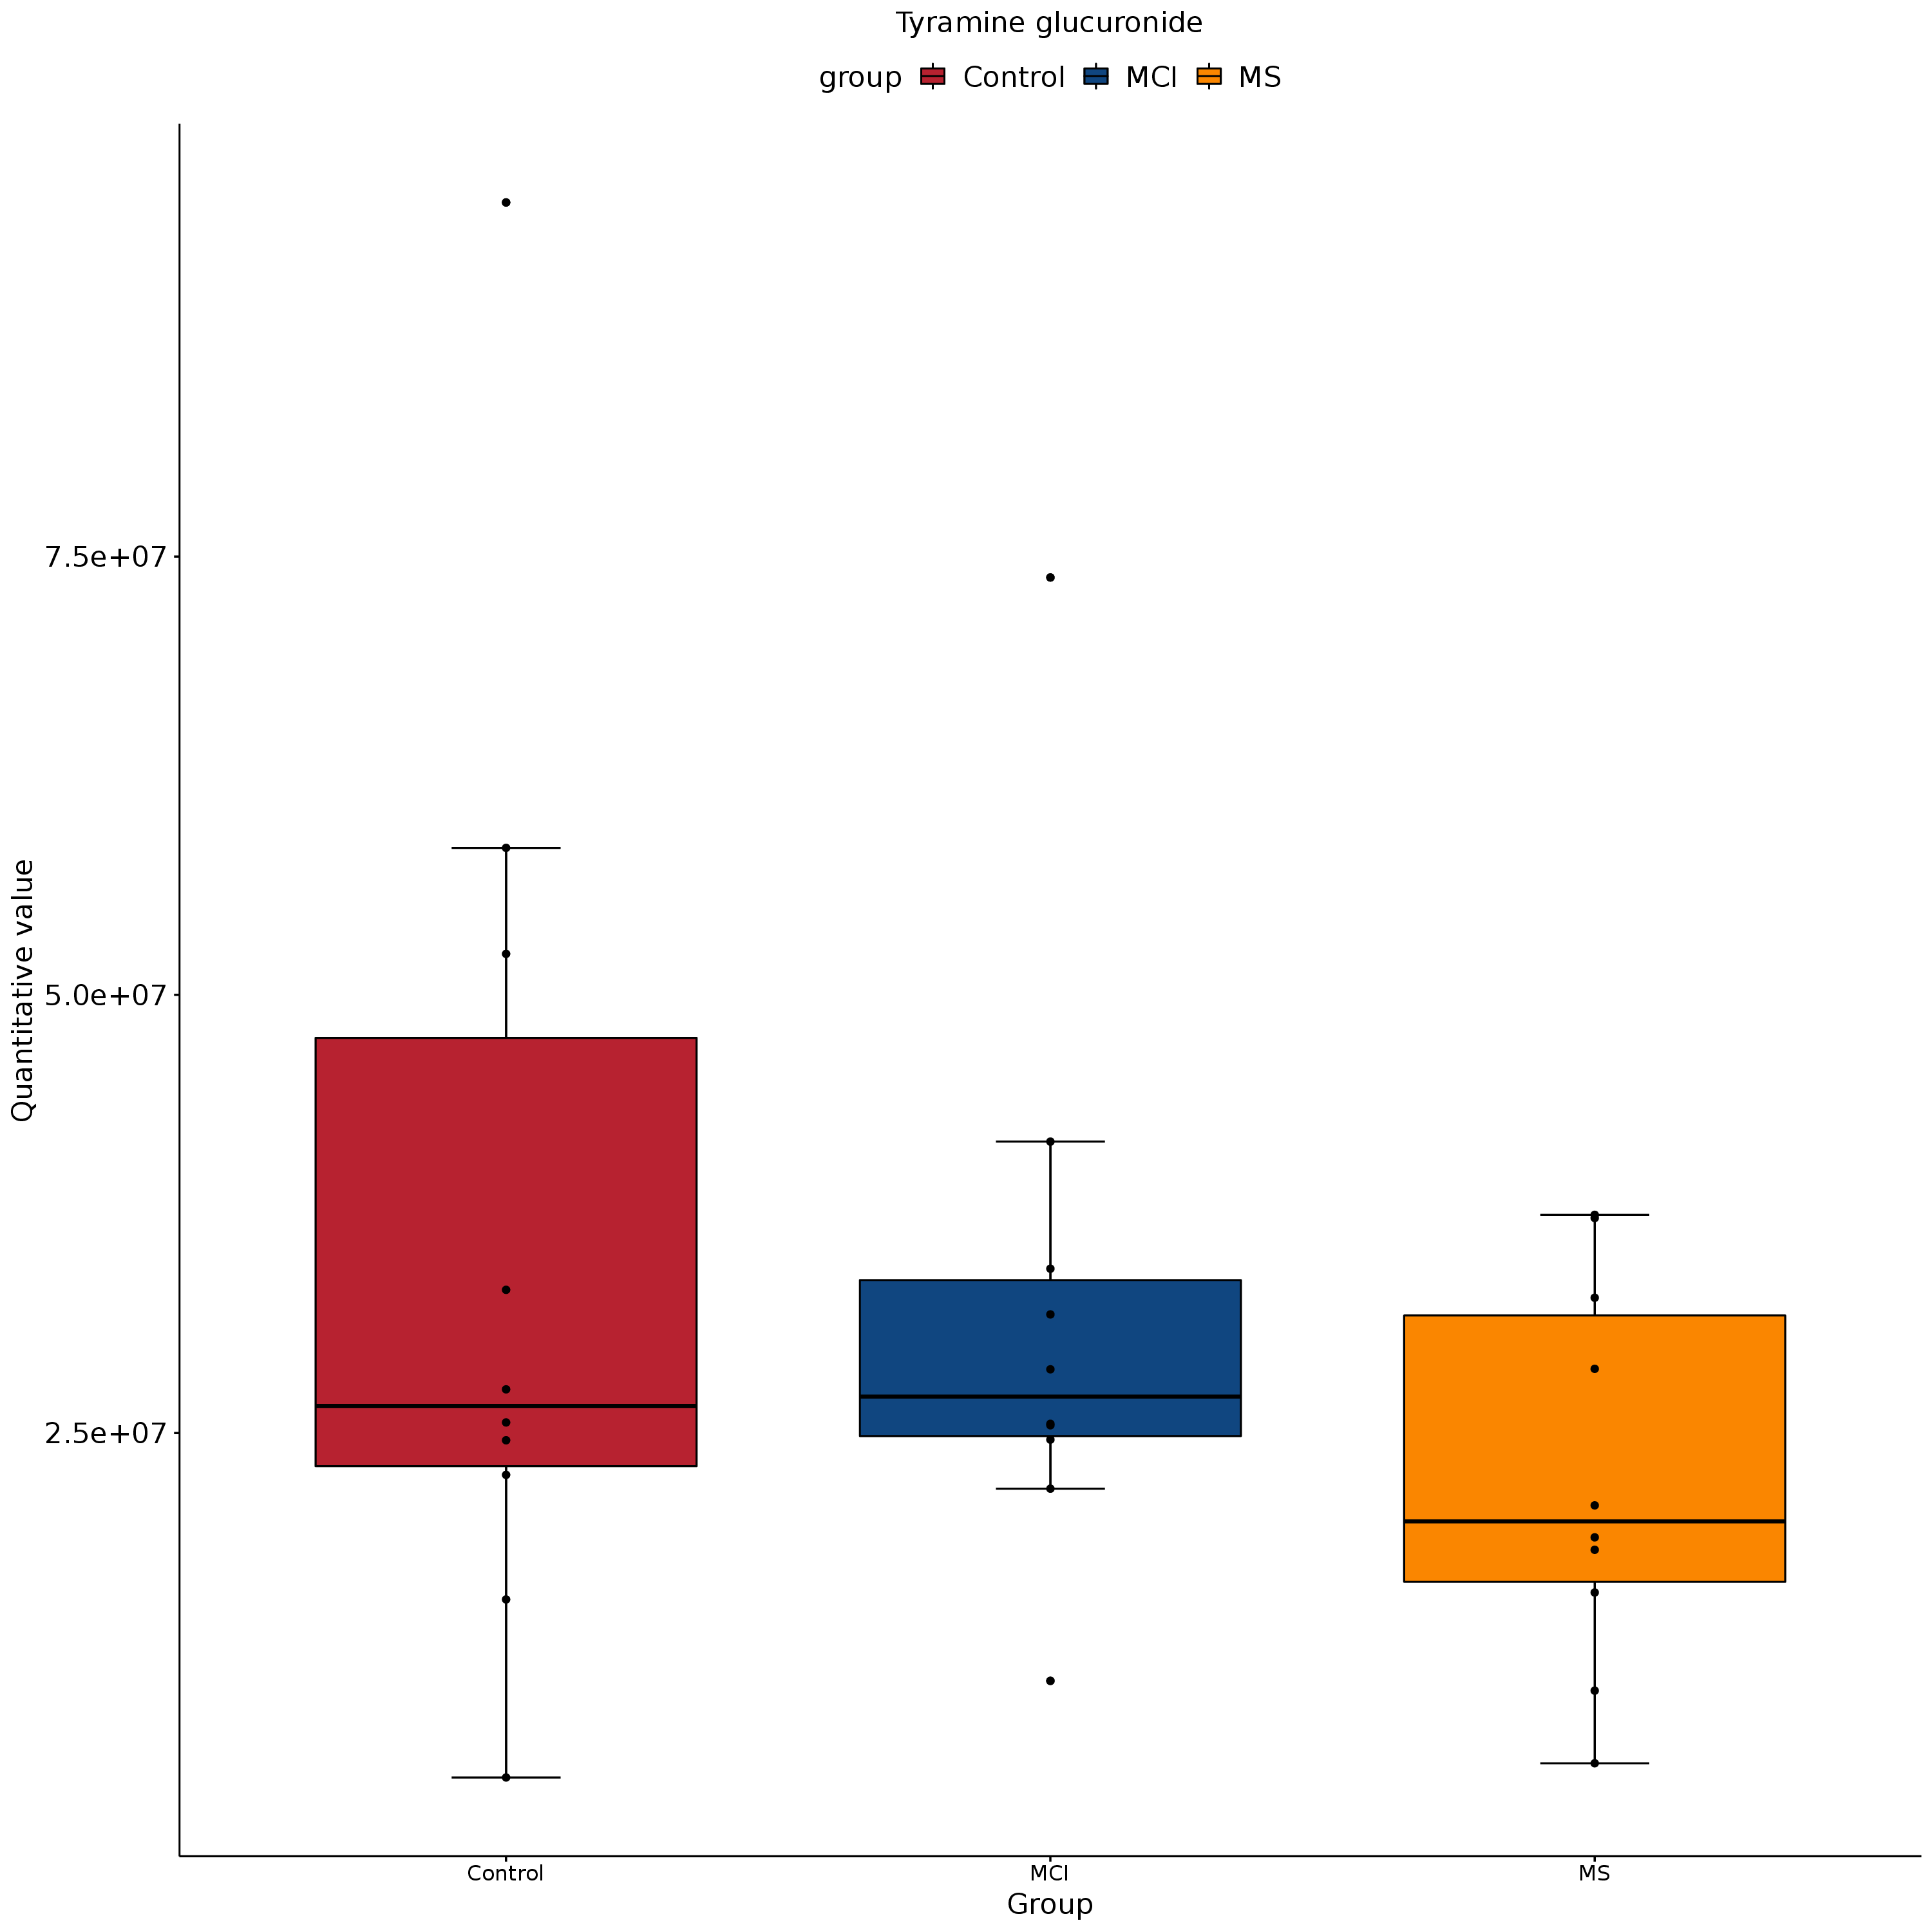 Tyramine glucuronide
group Control MCI MS
Quantitative value
7.5e+07
5.0e+07
2.5e+07
Control MCI MS
Group